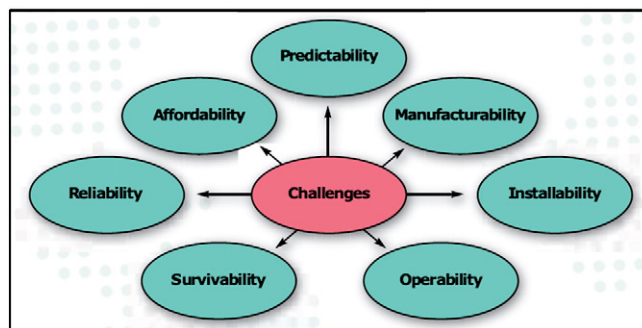 Predictability
Affordability
Manufacturability
Reliability
Challenges
Installability
Survivability
Operability